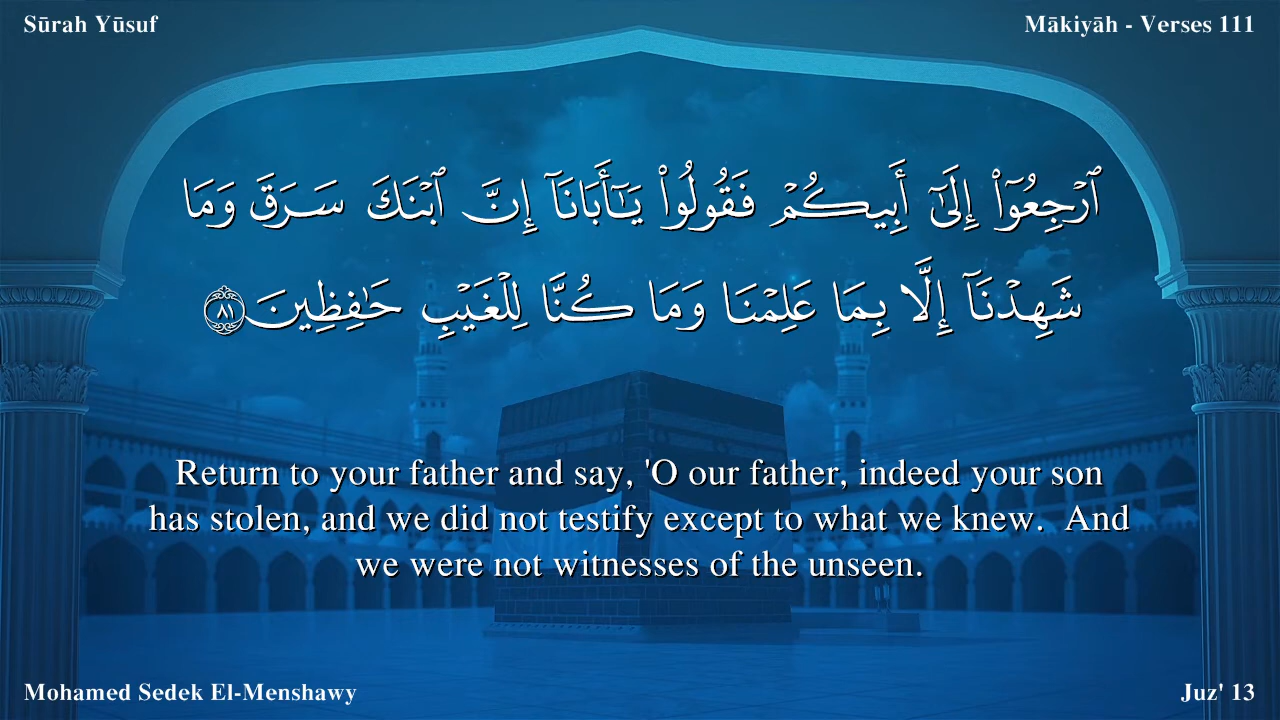 Sūrah Yūsuf
Mākiyāh - Verses 111
ٱرۡجِعُوٓاْ إِلَىٰٓ أَبِيكُمۡ فَقُولُواْ يَٰٓأَبَانَآ إِنَّ ٱبۡنَكَ سَرَقَ وَمَا
شَهِدۡنَآ إِلَّا بِمَا عَلِمۡنَا وَمَا كُنَّا لِلۡغَيۡبِ حَٰفِظِينَ ٨١
Return to your father and say, 'O our father, indeed your son
has stolen, and we did not testify except to what we knew.  And
we were not witnesses of the unseen.
Mohamed Sedek El-Menshawy
Juz' 13